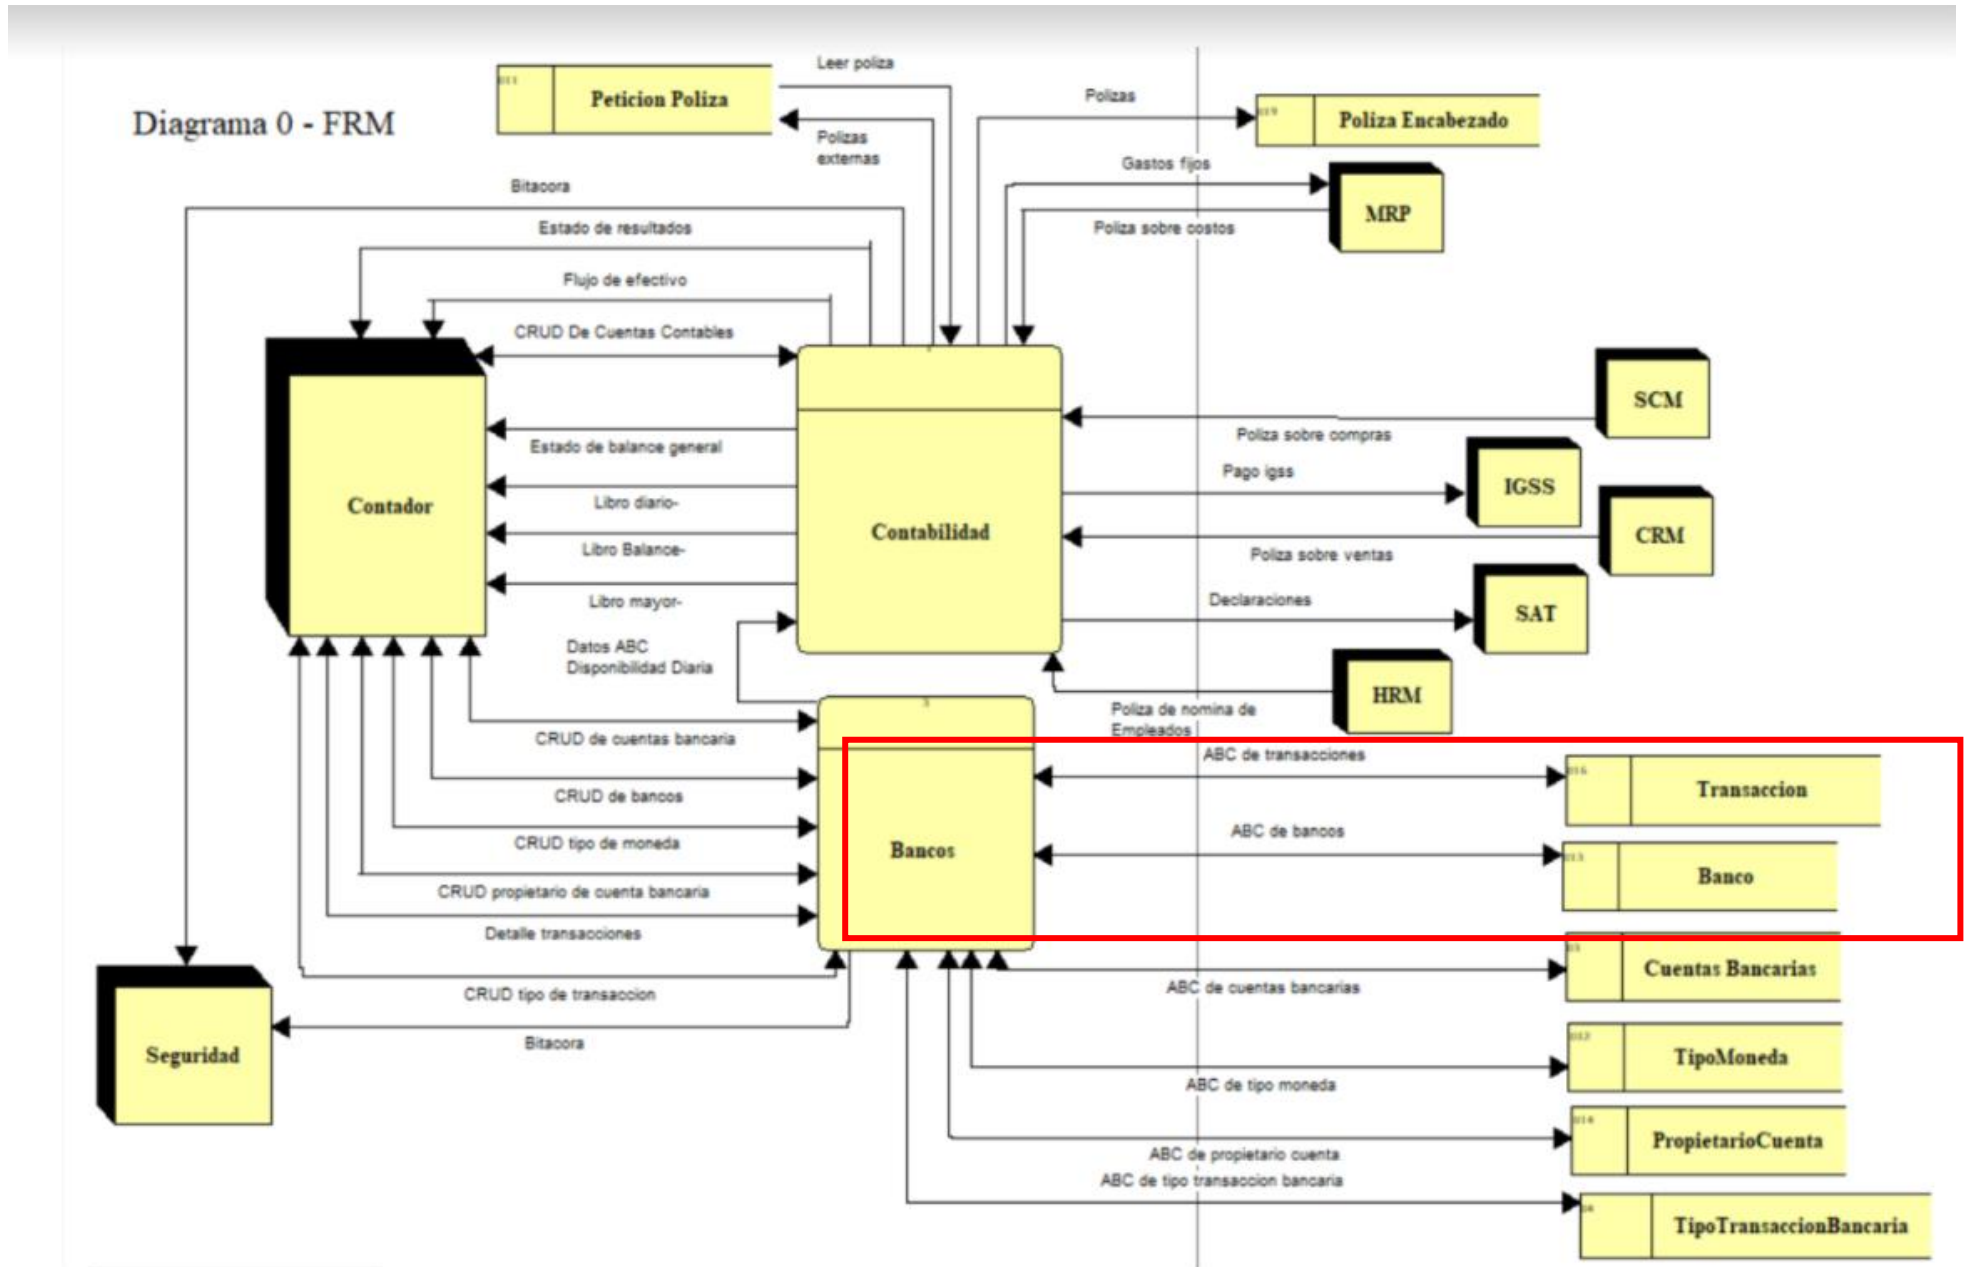 Leer poliza
Peticion Poliza
Polizas
Poliza Encabezado
Diagrama 0 - FRM
Polizas
externas
Gastos fijos
MRP
Bitacora
Estado de resultados
Poliza sobre costos
Flujo de efectivo
CRUD De Cuentas Contables
SCM
Estado de balance general
Poliza sobre compras
Pago igss
IGSS
Contador
Libro diario-
Contabilidad
CRM
Libro Balance-
Poliza sobre ventas
Libro mayor-
Declaraciones
SAT
Datos ABC
Disponibilidad Diaria
HRM
Poliza de nomina de
Empleados
CRUD de cuentas bancaria
ABC de transacciones
Transaccion
CRUD de bancos
ABC de bancos
CRUD tipo de moneda
Bancos
Banco
CRUD propietario de cuenta bancaria
Detalle transacciones
Cuentas Bancarias
CRUD tipo de transaccion
ABC de cuentas bancarias
Bitacora
Seguridad
TipoMoneda
ABC de tipo moneda
PropietarioCuenta
ABC de propietario cuenta
ABC de tipo transaccion bancaria
TipoTransaccionBancaria